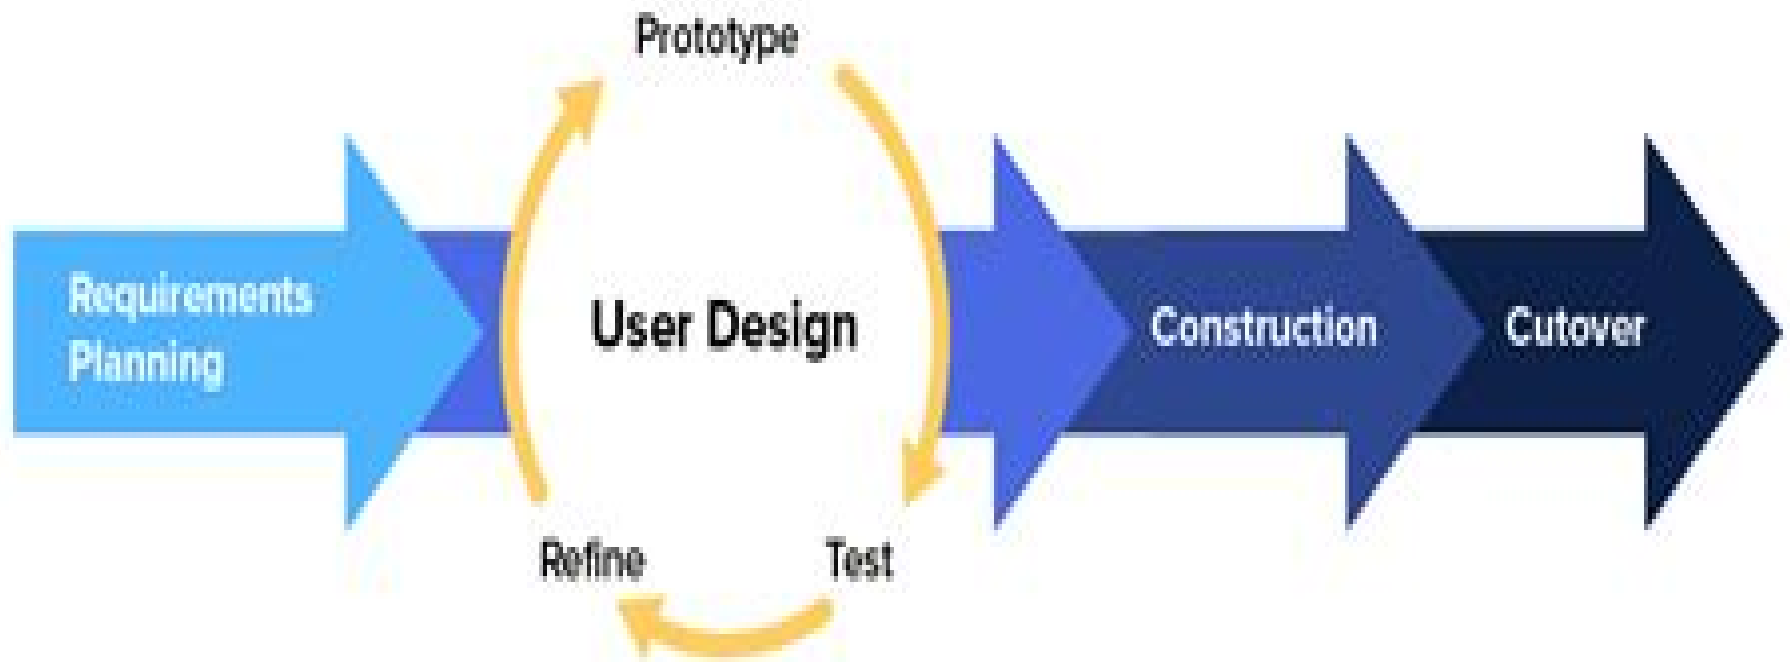 Prototype
Requirements
Planning
User Design
Construction
Cutover
Refine
Test